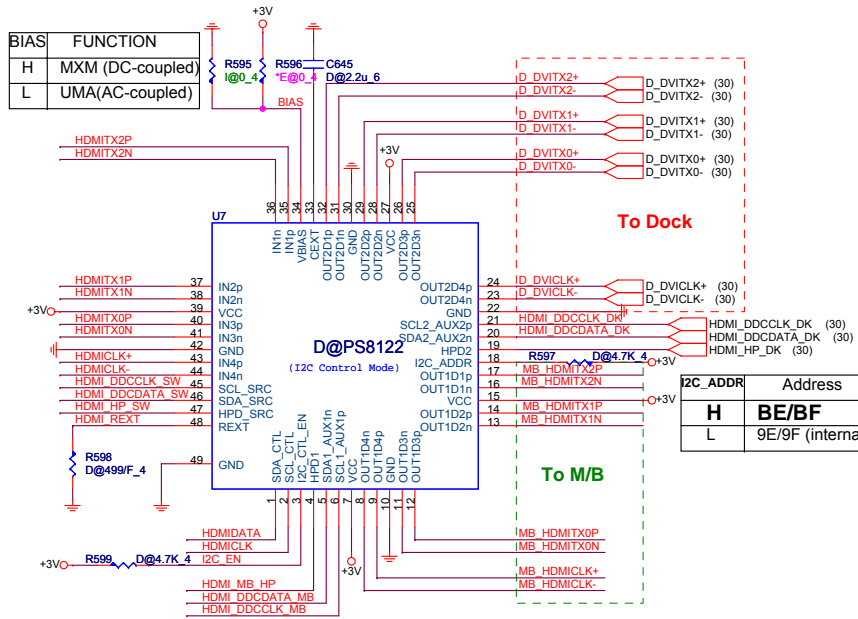 +3V
BIAS FUNCTION
H MXM (DC-coupled)
L UMA(AC-coupled)
R595
I@0_4
R596
*E@0_4
C645
D@2.2u_6
BIAS
D_DVITX2+ D_DVITX2+ (30)
D_DVITX2- D_DVITX2- (30)
D_DVITX1+ D_DVITX1+ (30)
D_DVITX1- D_DVITX1- (30)
D_DVITX0+ D_DVITX0+ (30)
D_DVITX0- D_DVITX0- (30)
HDMITX2P
HDMITX2N
+3V
To Dock
36 35 34 33 32 31 30 29 28 27 26 25
U7
IN1n IN1p VBIAS CEXT OUT2D1p OUT2D1n GND OUT2D2p OUT2D2n VCC OUT2D3p OUT2D3n
HDMITX1P 37 IN2p
HDMITX1N 38 IN2n
+3V 39 VCC
HDMITX0P 40 IN3p
HDMITX0N 41 IN3n
42 GND
HDMICLK+ 43 IN4p
HDMICLK- 44 IN4n
HDMI_DDCCLK_SW 45 SCL_SRC
HDMI_DDCDATA_SW 46 SDA_SRC
HDMI_HP_SW 47 HPD_SRC
HDMI_REXT 48 REXT
49 GND
D@PS8122
(I2C Control Mode)
OUT2D4p 24 D_DVICLK+ D_DVICLK+ (30)
OUT2D4n 23 D_DVICLK- D_DVICLK- (30)
GND 22
SCL2_AUX2p 21 HDMI_DDCCLK_DK HDMI_DDCCLK_DK (30)
SDA2_AUX2n 20 HDMI_DDCDATA_DK HDMI_DDCDATA_DK (30)
HPD2 19 HDMI_HP_DK (30)
I2C_ADDR 18 R597 D@4.7K_4 +3V
OUT1D1p 17 MB_HDMITX2P
OUT1D1n 16 MB_HDMITX2N
VCC 15 +3V
OUT1D2p 14 MB_HDMITX1P
OUT1D2n 13 MB_HDMITX1N
I2C_ADDR Address
H BE/BF
L 9E/9F (interna
R598
D@499/F_4
To M/B
SDA_CTL SCL_CTL I2C_CTL_EN HPD1 SDA1_AUX1n SCL1_AUX1p VCC OUT1D4n OUT1D4p GND OUT1D3n OUT1D3p
1 2 3 4 5 6 7 8 9 10 11 12
HDMIDATA
HDMICLK
+3V R599 D@4.7K_4 I2C_EN
+3V
HDMI_MB_HP
HDMI_DDCDATA_MB
HDMI_DDCCLK_MB
MB_HDMITX0P
MB_HDMITX0N
MB_HDMICLK+
MB_HDMICLK-